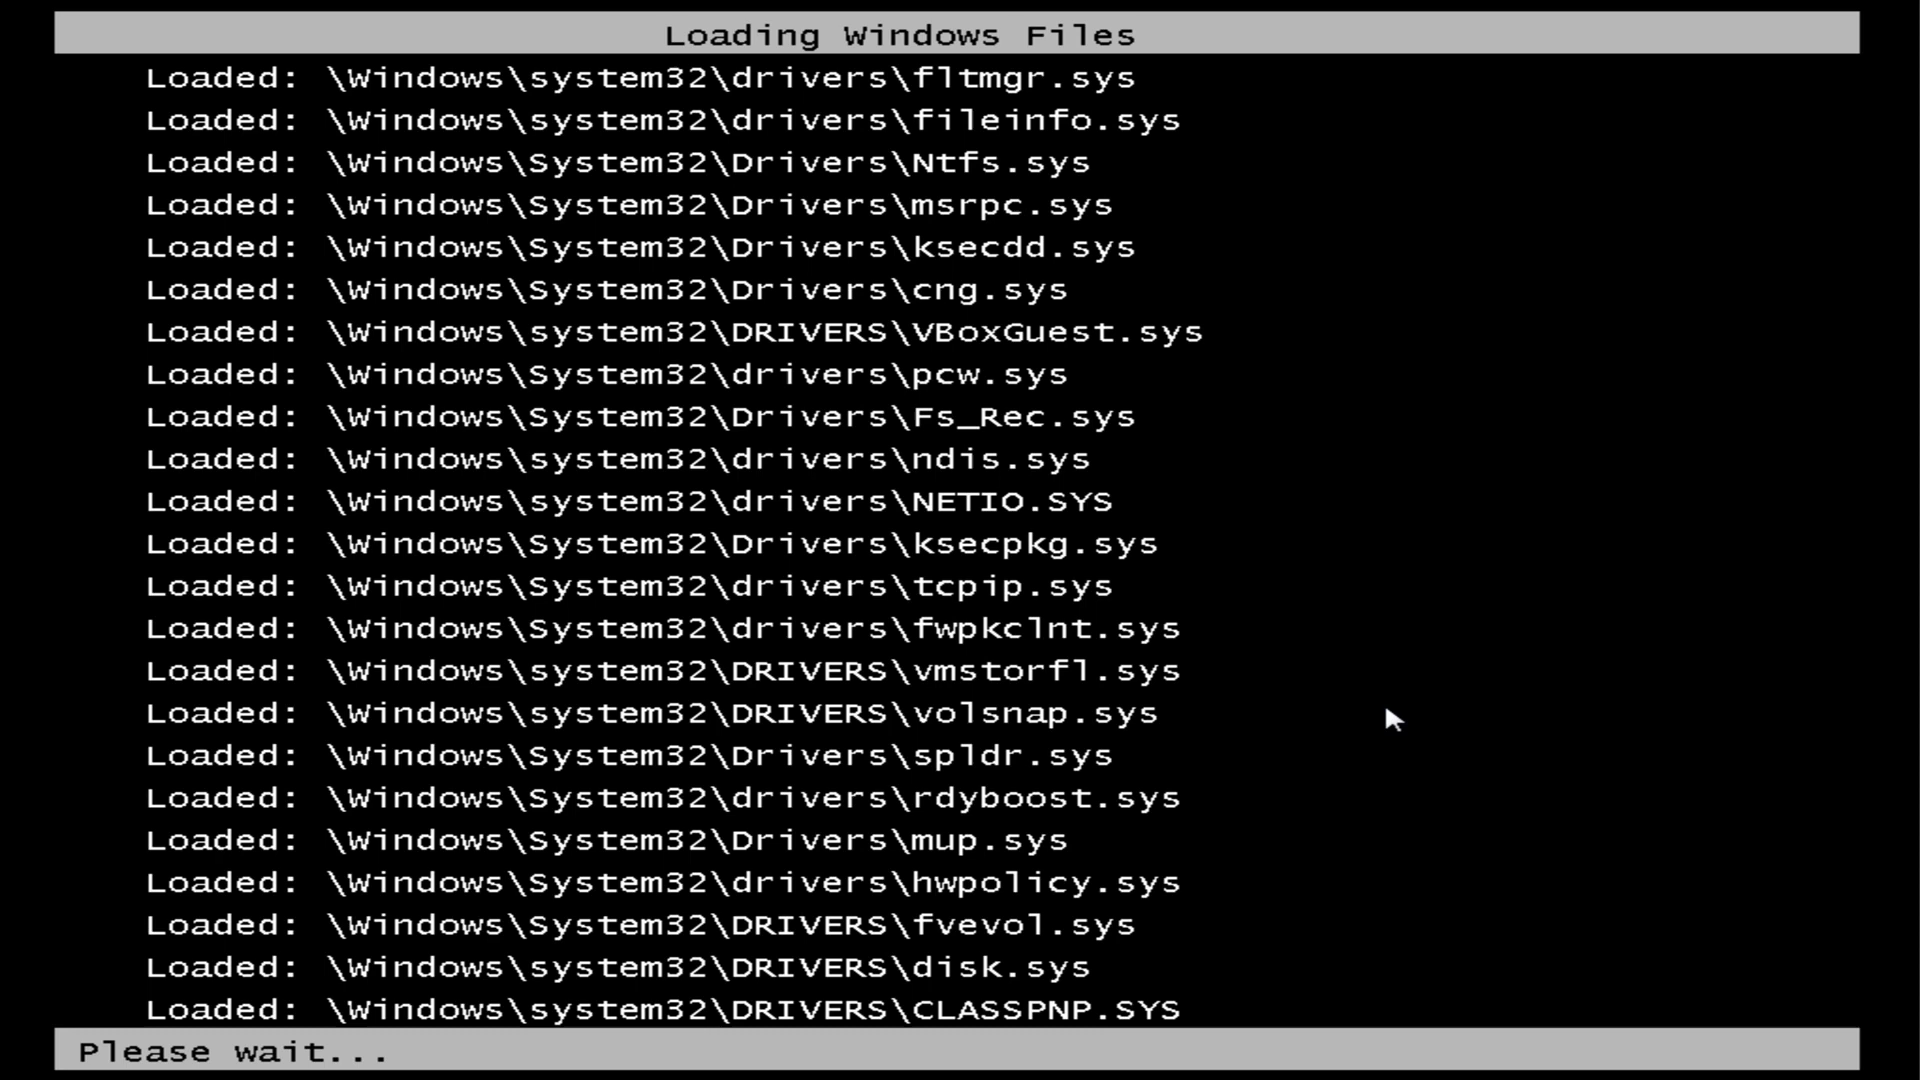 Loading Windows Files
Loaded: \Windows\system32\drivers\fltmgr.sys
Loaded: \Windows\system32\drivers\fileinfo.sys
Loaded: \Windows\System32\Drivers\Ntfs.sys
Loaded: \Windows\System32\Drivers\msrpc.sys
Loaded: \Windows\System32\Drivers\ksecdd.sys
Loaded: \Windows\System32\Drivers\cng.sys
Loaded: \Windows\system32\DRIVERS\VBoxGuest.sys
Loaded: \Windows\System32\drivers\pcw.sys
Loaded: \Windows\System32\Drivers\Fs_Rec.sys
Loaded: \Windows\system32\drivers\ndis.sys
Loaded: \Windows\system32\drivers\NETIO.SYS
Loaded: \Windows\System32\Drivers\ksecpkg.sys
Loaded: \Windows\System32\drivers\tcpip.sys
Loaded: \Windows\System32\drivers\fwpkclnt.sys
Loaded: \Windows\system32\DRIVERS\vmstorfl.sys
Loaded: \Windows\system32\DRIVERS\volsnap.sys
Loaded: \Windows\System32\Drivers\spldr.sys
Loaded: \Windows\System32\drivers\rdyboost.sys
Loaded: \Windows\System32\Drivers\mup.sys
Loaded: \Windows\System32\drivers\hwpolicy.sys
Loaded: \Windows\System32\DRIVERS\fvevol.sys
Loaded: \Windows\system32\DRIVERS\disk.sys
Loaded: \Windows\system32\DRIVERS\CLASSPNP.SYS
Please wait...